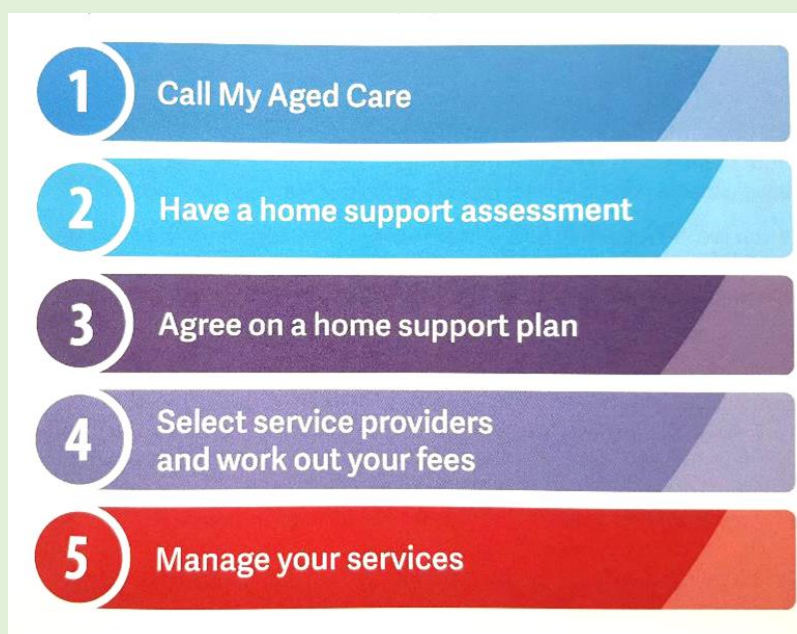 1 Call My Aged Care
2 Have a home support assessment
3 Agree on a home support plan
4 Select service providers
and work out your fees
5 Manage your services